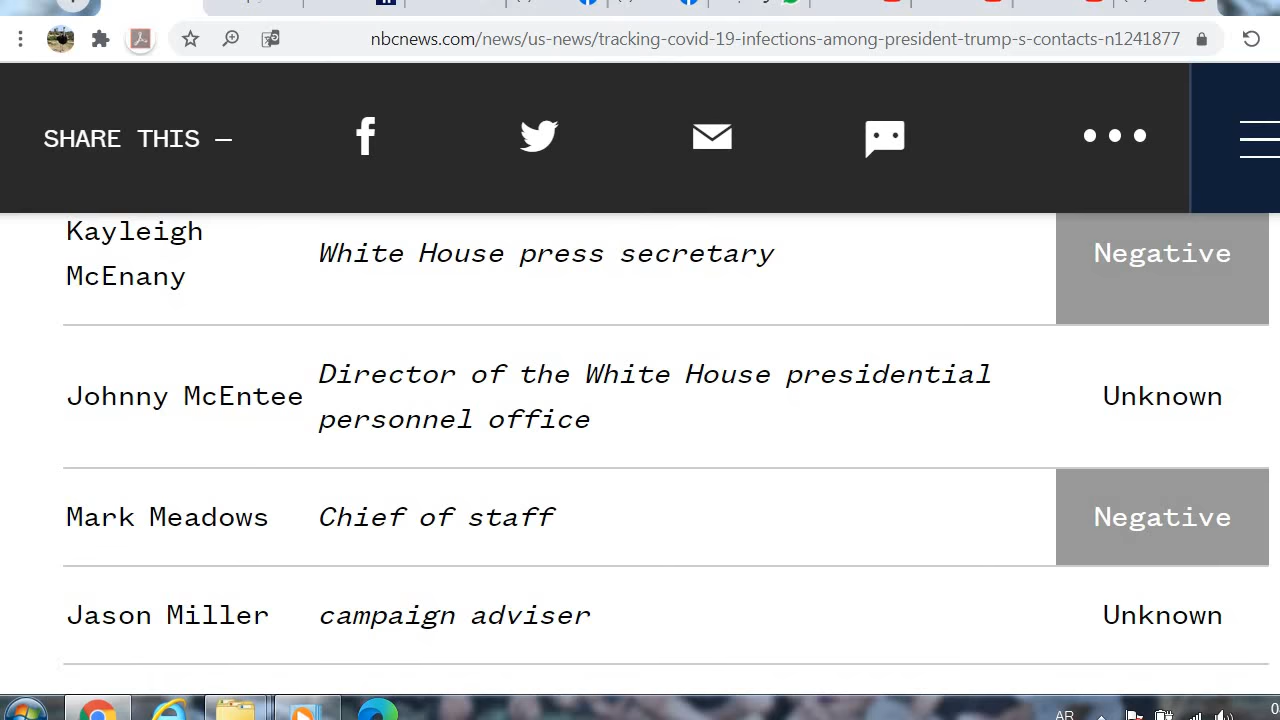 nbcnews.com/news/us-news/tracking-covid-19-infections-among-president-trump-s-contacts-n1241877
SHARE THIS —
Kayleigh McEnany
White House press secretary
Negative
Johnny McEntee
Director of the White House presidential
personnel office
Unknown
Mark Meadows
Chief of staff
Negative
Jason Miller
campaign adviser
Unknown
AR